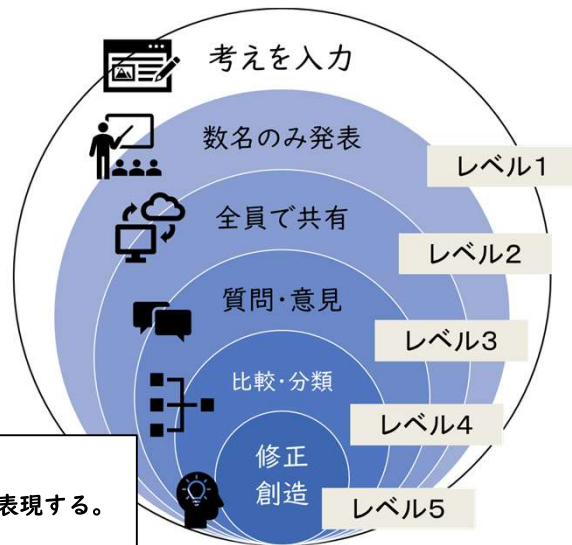 考えを入力
数名のみ発表
レベル1
全員で共有
レベル2
質問・意見
レベル3
比較・分類
レベル4
修正
創造
レベル5
表現する。